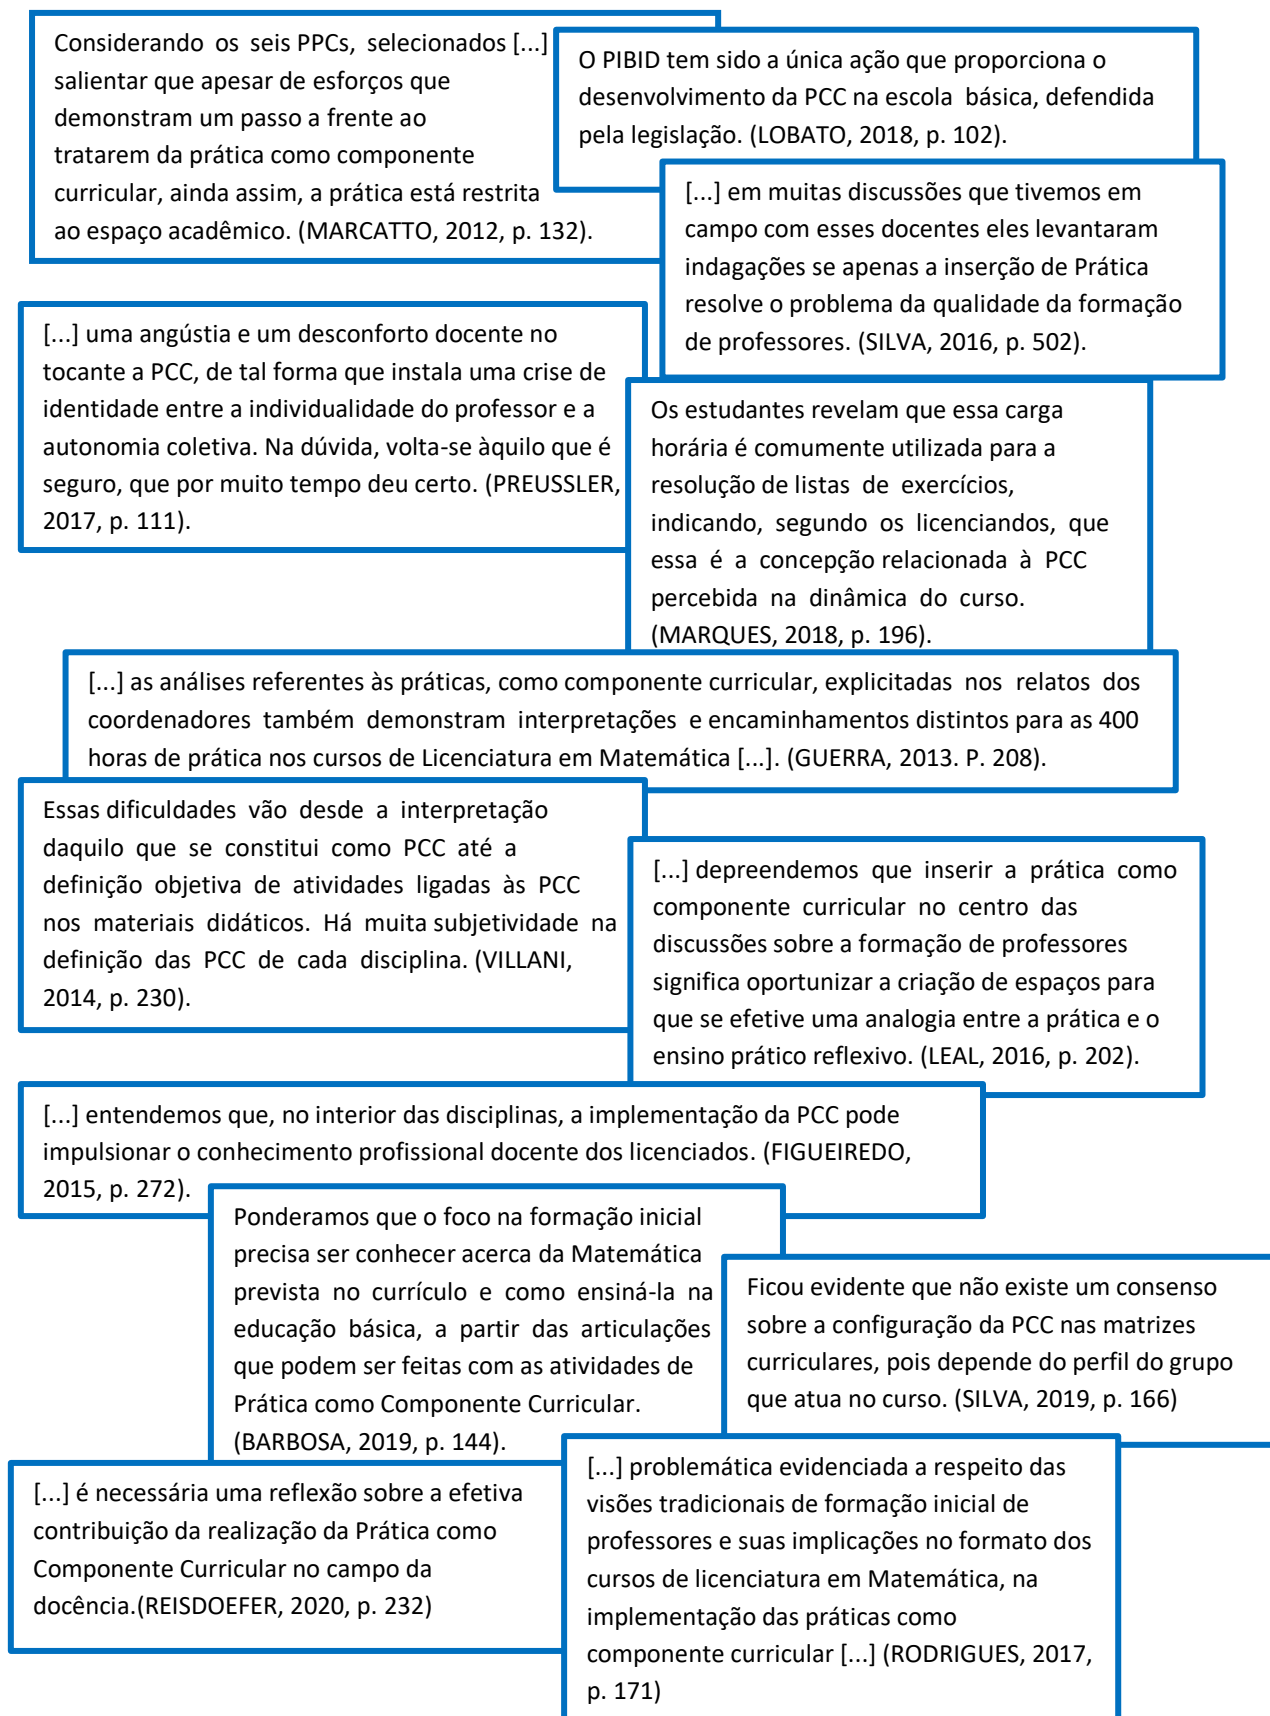 Considerando os seis PPCs, selecionados [...]
salientar que apesar de esforços que
demonstram um passo a frente ao
tratarem da prática como componente
curricular, ainda assim, a prática está restrita
ao espaço acadêmico. (MARCATTO, 2012, p. 132).
O PIBID tem sido a única ação que proporciona o
desenvolvimento da PCC na escola básica, defendida
pela legislação. (LOBATO, 2018, p. 102).
[...] em muitas discussões que tivemos em
campo com esses docentes eles levantaram
indagações se apenas a inserção de Prática
resolve o problema da qualidade da formação
de professores. (SILVA, 2016, p. 502).
[...] uma angústia e um desconforto docente no
tocante a PCC, de tal forma que instala uma crise de
identidade entre a individualidade do professor e a
autonomia coletiva. Na dúvida, volta-se àquilo que é
seguro, que por muito tempo deu certo. (PREUSSLER,
2017, p. 111).
Os estudantes revelam que essa carga
horária é comumente utilizada para a
resolução de listas de exercícios,
indicando, segundo os licenciandos, que
essa é a concepção relacionada à PCC
percebida na dinâmica do curso.
(MARQUES, 2018, p. 196).
[...] as análises referentes às práticas, como componente curricular, explicitadas nos relatos dos
coordenadores também demonstram interpretações e encaminhamentos distintos para as 400
horas de prática nos cursos de Licenciatura em Matemática [...]. (GUERRA, 2013. P. 208).
Essas dificuldades vão desde a interpretação
daquilo que se constitui como PCC até a
definição objetiva de atividades ligadas às PCC
nos materiais didáticos. Há muita subjetividade na
definição das PCC de cada disciplina. (VILLANI,
2014, p. 230).
[...] depreendemos que inserir a prática como
componente curricular no centro das
discussões sobre a formação de professores
significa oportunizar a criação de espaços para
que se efetive uma analogia entre a prática e o
ensino prático reflexivo. (LEAL, 2016, p. 202).
[...] entendemos que, no interior das disciplinas, a implementação da PCC pode
impulsionar o conhecimento profissional docente dos licenciados. (FIGUEIREDO,
2015, p. 272).
Ponderamos que o foco na formação inicial
precisa ser conhecer acerca da Matemática
prevista no currículo e como ensiná-la na
educação básica, a partir das articulações
que podem ser feitas com as atividades de
Prática como Componente Curricular.
(BARBOSA, 2019, p. 144).
Ficou evidente que não existe um consenso
sobre a configuração da PCC nas matrizes
curriculares, pois depende do perfil do grupo
que atua no curso. (SILVA, 2019, p. 166)
[...] é necessária uma reflexão sobre a efetiva
contribuição da realização da Prática como
Componente Curricular no campo da
docência.(REISDOEFER, 2020, p. 232)
[...] problemática evidenciada a respeito das
visões tradicionais de formação inicial de
professores e suas implicações no formato dos
cursos de licenciatura em Matemática, na
implementação das práticas como
componente curricular [...] (RODRIGUES, 2017,
p. 171)